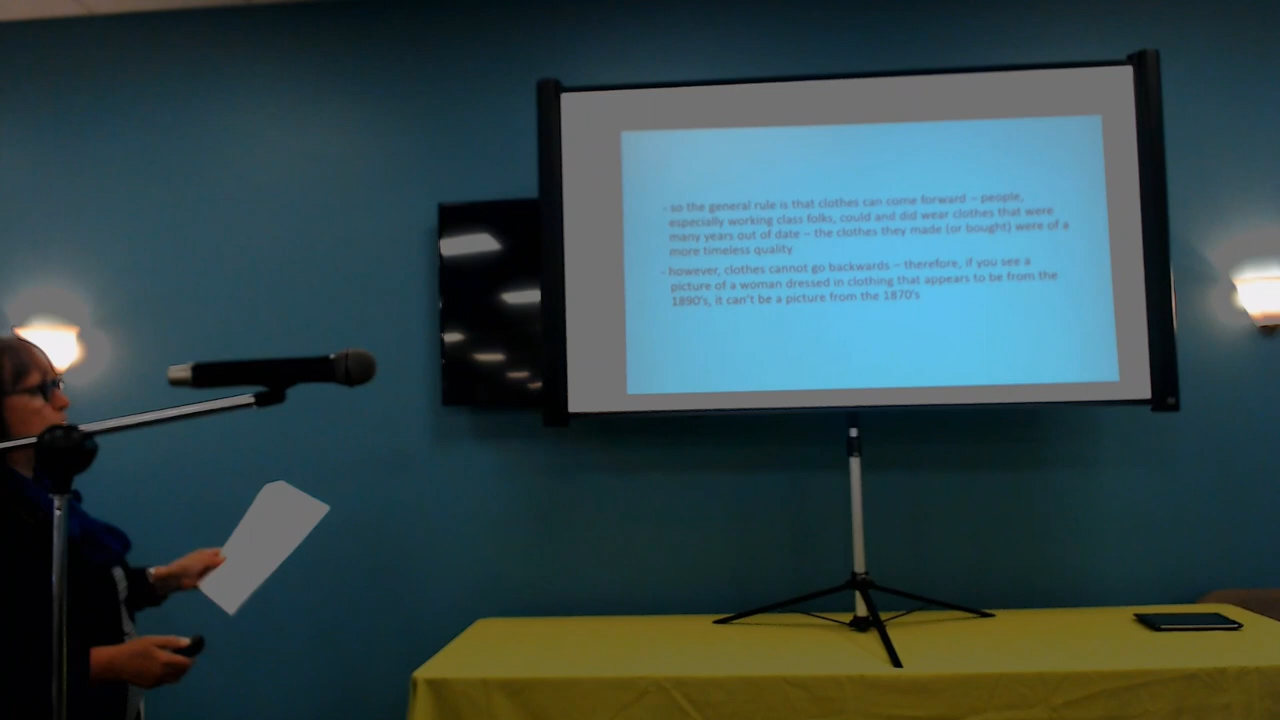 - so the general rule is that clothes can come forward – people,
especially working class folks, could and did wear clothes that were
many years out of date – the clothes they made (or bought) were of a
more timeless quality
- however, clothes cannot go backwards – therefore, if you see a
picture of a woman dressed in clothing that appears to be from the
1890's, it can't be a picture from the 1870's